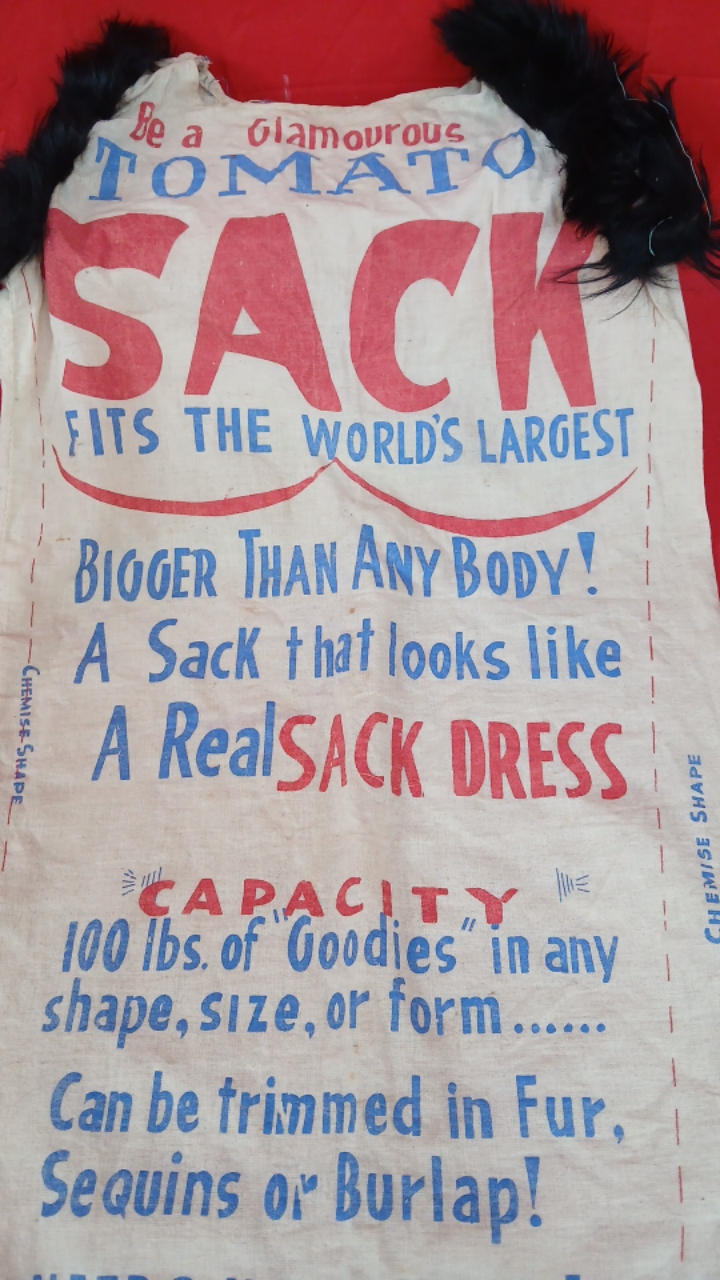 Be a Glamourous
TOMATO
SACK
FITS THE WORLD'S LARGEST
BIGGER THAN ANY BODY!
A Sack that looks like
A Real SACK DRESS
CHEMISE-SHAPE
CHEMISE SHAPE
"CAPACITY"
100 lbs. of "Goodies" in any
shape, size, or form......
Can be trimmed in Fur,
Sequins or Burlap!